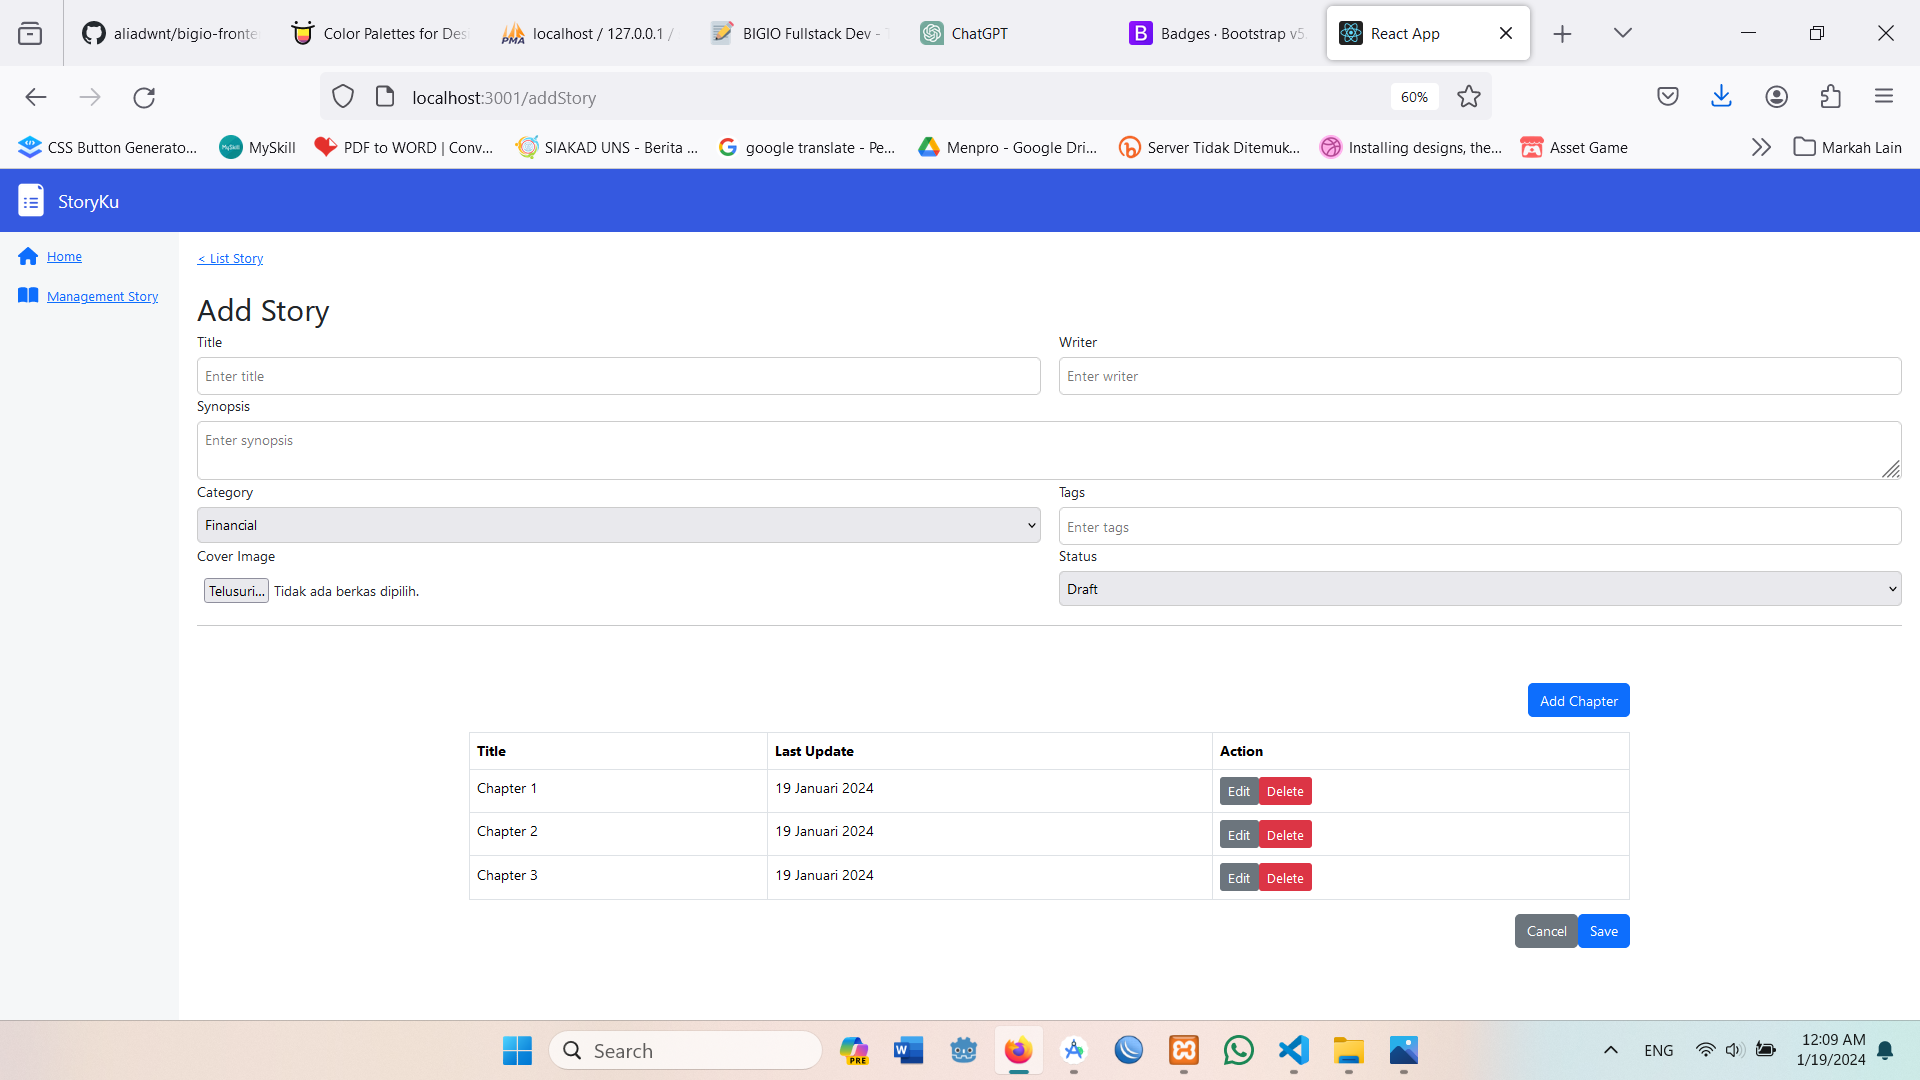 aliadwnt/bigio-fronte
Color Palettes for Des
localhost / 127.0.0.1 /
BIGIO Fullstack Dev - T
ChatGPT
Badges · Bootstrap v5.
React App
localhost:3001/addStory
60%
CSS Button Generato...
MySkill
PDF to WORD | Conv...
SIAKAD UNS - Berita ...
google translate - Pe...
Menpro - Google Dri...
Server Tidak Ditemuk...
Installing designs, the...
Asset Game
Markah Lain
StoryKu
Home
Management Story
< List Story
Add Story
Title
Writer
Enter title
Enter writer
Synopsis
Enter synopsis
Category
Tags
Financial
Enter tags
Cover Image
Status
Telusuri... Tidak ada berkas dipilih.
Draft
Add Chapter
Title Last Update Action
Chapter 1 19 Januari 2024 Edit Delete
Chapter 2 19 Januari 2024 Edit Delete
Chapter 3 19 Januari 2024 Edit Delete
Cancel Save
Search
PRE
ENG
12:09 AM
1/19/2024